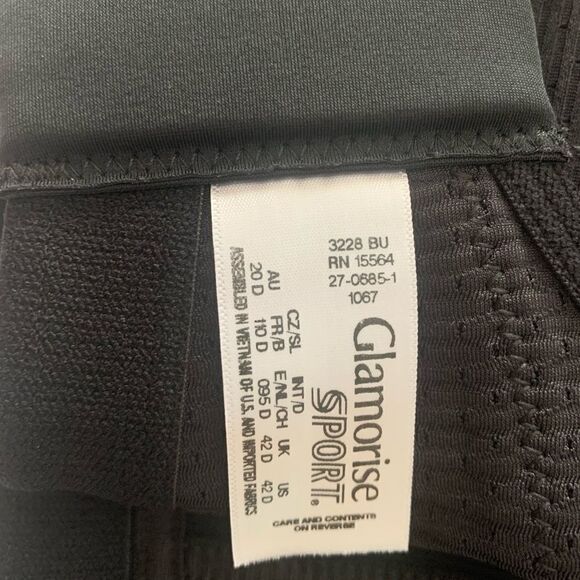 3228 BU
RN 15564
27-0685-1
1067
Glamorise
SPORT®
AU CZ/SL INT/D
FR/B E/NL/CH UK US
20 D 110 D 095 D 42 D 42 D
ASSEMBLED IN VIETNAM OF U.S. AND IMPORTED FABRICS
CARE AND CONTENTS
ON REVERSE